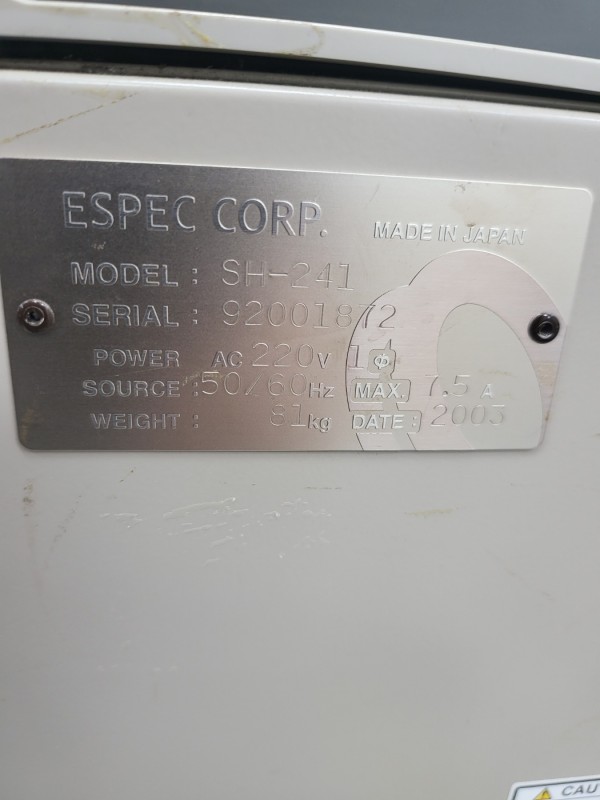 ESPEC CORP. MADE IN JAPAN
MODEL : SH-241
SERIAL : 92001872
POWER AC 220V 1ϕ
SOURCE : 50/60Hz MAX. 7.5 A
WEIGHT : 81kg DATE : 2003
CAU